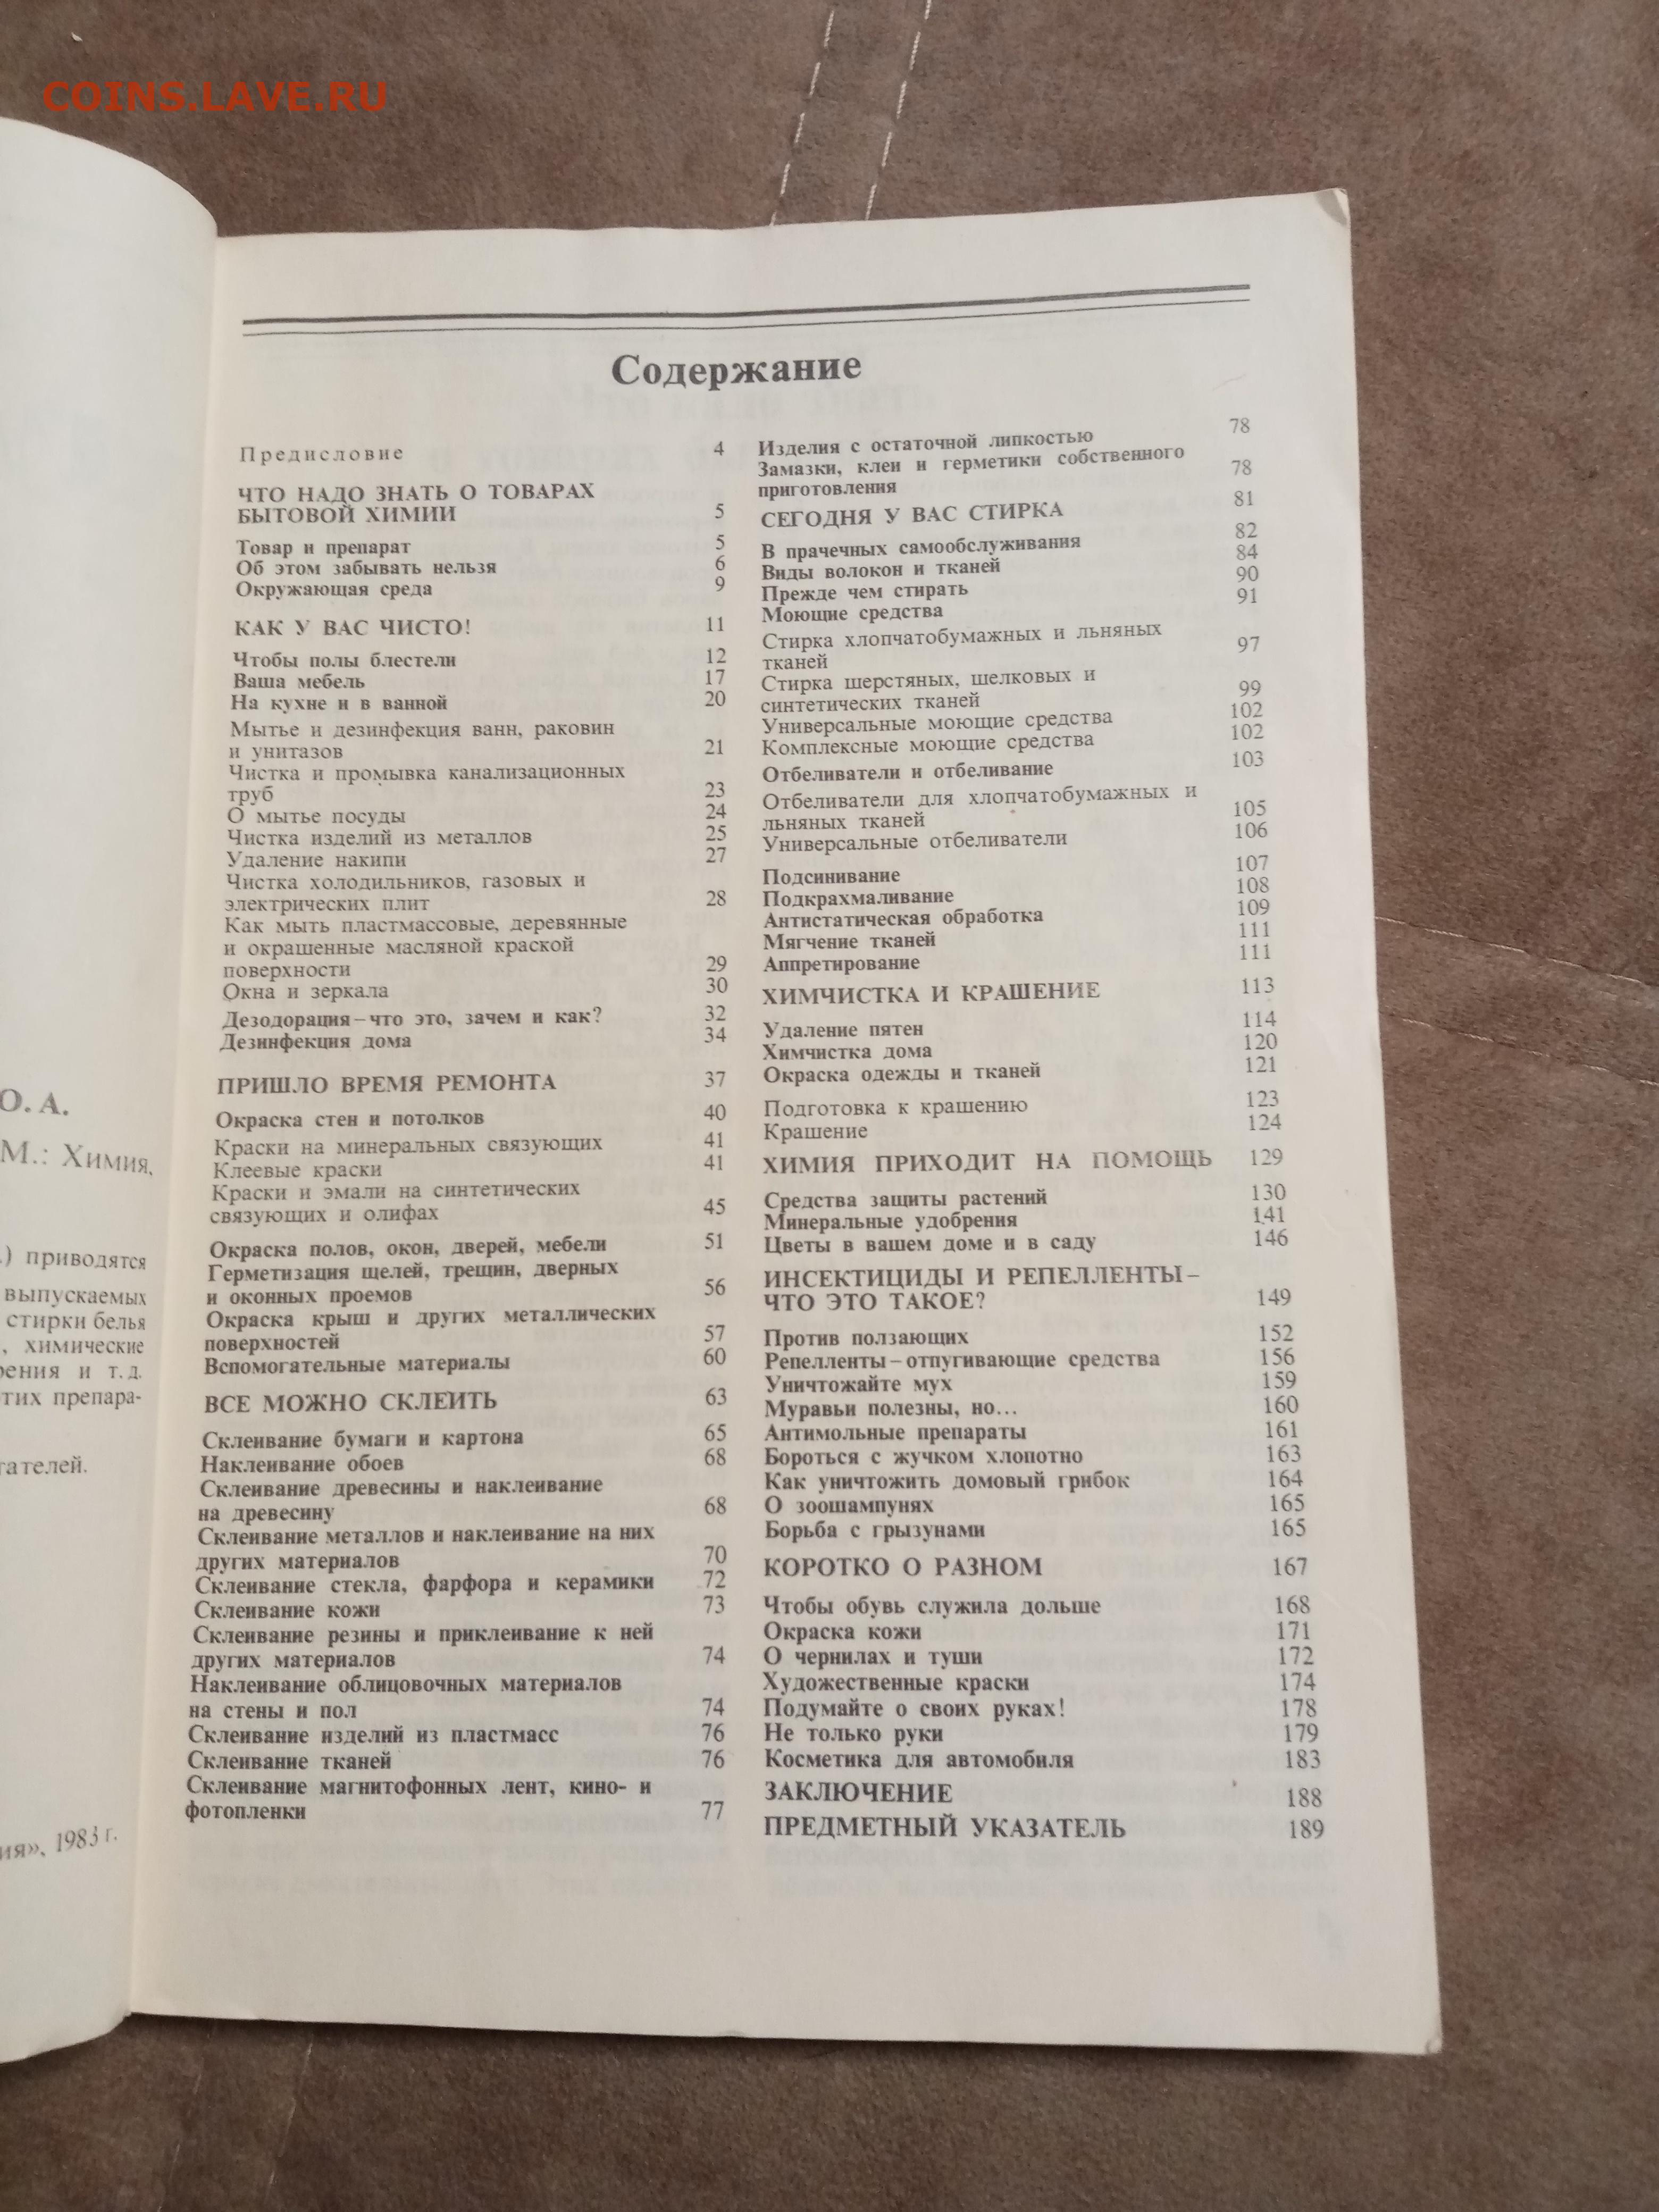 COINS.LAVE.RU
О. А.
М.: Химия,
.) приводятся
выпускаемых
стирки белья
, химические
и т. д.
тих препара-
1983 г.
Содержание
Предисловие 4
ЧТО НАДО ЗНАТЬ О ТОВАРАХ
БЫТОВОЙ ХИМИИ 5
Товар и препарат 5
Об этом забывать нельзя 6
Окружающая среда 9
КАК У ВАС ЧИСТО! 11
Чтобы полы блестели 12
Ваша мебель 17
На кухне и в ванной 20
Мытье и дезинфекция ванн, раковин
и унитазов 21
Чистка и промывка канализационных
труб 23
О мытье посуды 24
Чистка изделий из металлов 25
Удаление накипи 27
Чистка холодильников, газовых и
электрических плит 28
Как мыть пластмассовые, деревянные
и окрашенные масляной краской
поверхности 29
Окна и зеркала 30
Дезодорация – что это, зачем и как? 32
Дезинфекция дома 34
ПРИШЛО ВРЕМЯ РЕМОНТА 37
Окраска стен и потолков 40
Краски на минеральных связующих 41
Клеевые краски 41
Краски и эмали на синтетических
связующих и олифах 45
Окраска полов, окон, дверей, мебели 51
Герметизация щелей, трещин, дверных
и оконных проемов 56
Окраска крыш и других металлических
поверхностей 57
Вспомогательные материалы 60
ВСЕ МОЖНО СКЛЕИТЬ 63
Склеивание бумаги и картона 65
Наклеивание обоев 68
Склеивание древесины и наклеивание
на древесину 68
Склеивание металлов и наклеивание на них
других материалов 70
Склеивание стекла, фарфора и керамики 72
Склеивание кожи 73
Склеивание резины и приклеивание к ней
других материалов 74
Наклеивание облицовочных материалов
на стены и пол 74
Склеивание изделий из пластмасс 76
Склеивание тканей 76
Склеивание магнитофонных лент, кино- и
фотопленки 77
Изделия с остаточной липкостью 78
Замазки, клеи и герметики собственного
приготовления 78
СЕГОДНЯ У ВАС СТИРКА 81
В прачечных самообслуживания 82
Виды волокон и тканей 84
Прежде чем стирать 90
Моющие средства 91
Стирка хлопчатобумажных и льняных
тканей 97
Стирка шерстяных, шелковых и
синтетических тканей 99
Универсальные моющие средства 102
Комплексные моющие средства 102
Отбеливатели и отбеливание 103
Отбеливатели для хлопчатобумажных и
льняных тканей 105
Универсальные отбеливатели 106
Подсинивание 107
Подкрахмаливание 108
Антистатическая обработка 109
Мягчение тканей 111
Аппретирование 111
ХИМЧИСТКА И КРАШЕНИЕ 113
Удаление пятен 114
Химчистка дома 120
Окраска одежды и тканей 121
Подготовка к крашению 123
Крашение 124
ХИМИЯ ПРИХОДИТ НА ПОМОЩЬ 129
Средства защиты растений 130
Минеральные удобрения 141
Цветы в вашем доме и в саду 146
ИНСЕКТИЦИДЫ И РЕПЕЛЛЕНТЫ –
ЧТО ЭТО ТАКОЕ? 149
Против ползающих 152
Репелленты – отпугивающие средства 156
Уничтожайте мух 159
Муравьи полезны, но... 160
Антимольные препараты 161
Бороться с жучком хлопотно 163
Как уничтожить домовый грибок 164
О зоошампунях 165
Борьба с грызунами 165
КОРОТКО О РАЗНОМ 167
Чтобы обувь служила дольше 168
Окраска кожи 171
О чернилах и туши 172
Художественные краски 174
Подумайте о своих руках! 178
Не только руки 179
Косметика для автомобиля 183
ЗАКЛЮЧЕНИЕ 188
ПРЕДМЕТНЫЙ УКАЗАТЕЛЬ 189